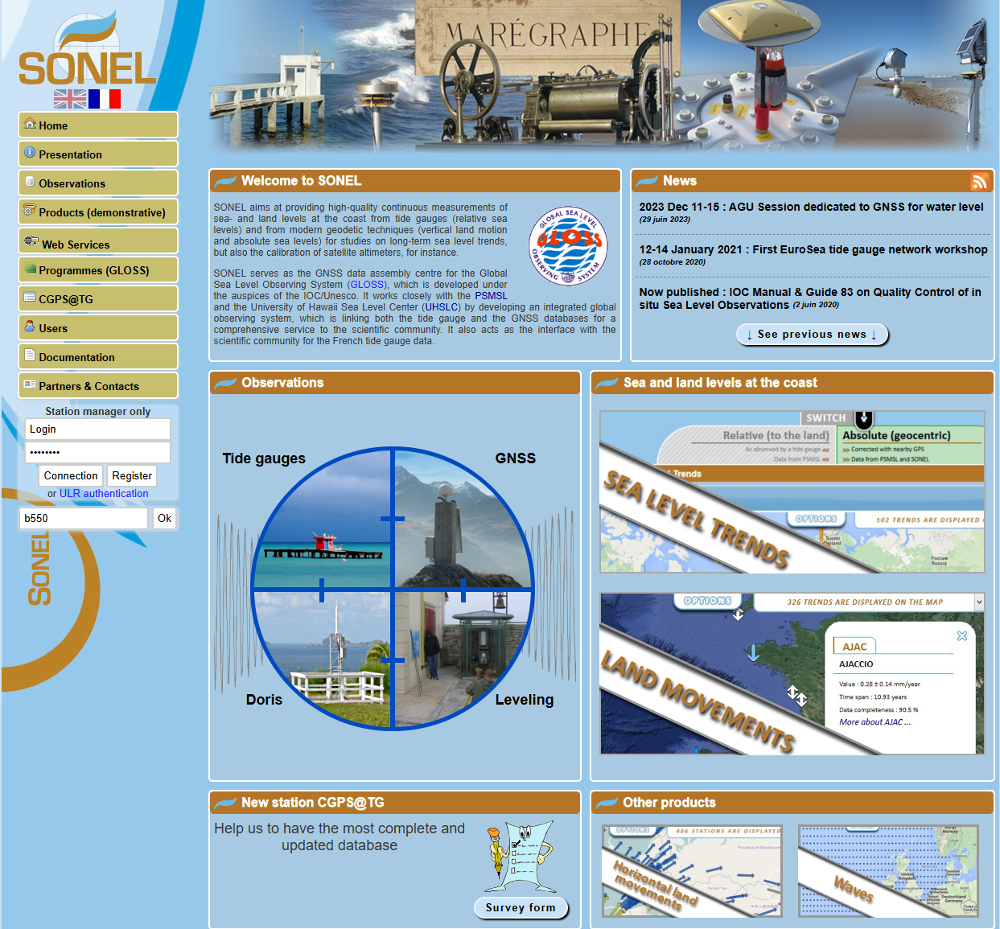 SONEL
MARÉGRAPHE
Home
Presentation
Observations
Products (demonstrative)
Web Services
Programmes (GLOSS)
CGPS@TG
Users
Documentation
Partners & Contacts
Station manager only
Login
••••••••
Connection
Register
or ULR authentication
b550
Ok
SONEL
Welcome to SONEL
SONEL aims at providing high-quality continuous measurements of
sea- and land levels at the coast from tide gauges (relative sea
levels) and from modern geodetic techniques (vertical land motion
and absolute sea levels) for studies on long-term sea level trends,
but also the calibration of satellite altimeters, for instance.
GLOBAL SEA LEVEL
GLOSS
OBSERVING SYSTEM
SONEL serves as the GNSS data assembly centre for the Global
Sea Level Observing System (GLOSS), which is developed under
the auspices of the IOC/Unesco. It works closely with the PSMSL
and the University of Hawaii Sea Level Center (UHSLC) by developing an integrated global
observing system, which is linking both the tide gauge and the GNSS databases for a
comprehensive service to the scientific community. It also acts as the interface with the
scientific community for the French tide gauge data.
News
2023 Dec 11-15 : AGU Session dedicated to GNSS for water level
(29 juin 2023)
12-14 January 2021 : First EuroSea tide gauge network workshop
(28 octobre 2020)
Now published : IOC Manual & Guide 83 on Quality Control of in
situ Sea Level Observations (2 juin 2020)
↓ See previous news ↓
Observations
Tide gauges
GNSS
Doris
Leveling
Sea and land levels at the coast
SWITCH
Relative (to the land)
Absolute (geocentric)
As observed by a tide gauge <<
>> Corrected with nearby GPS
Data from PSMSL <<
>> Data from PSMSL and SONEL
t Trends
SEA LEVEL TRENDS
OPTIONS
102 TRENDS ARE DISPLAYED
Suomi
Россия
Russia
OPTIONS
326 TRENDS ARE DISPLAYED ON THE MAP
LAND MOVEMENTS
AJAC
AJACCIO
Value : 0.28 ± 0.14 mm/year
Time span : 10.93 years
Data completeness : 90.5 %
More about AJAC ...
New station CGPS@TG
Help us to have the most complete and
updated database
Survey form
Other products
OPTIONS
406 STATIONS ARE DISPLAYED
Horizontal land
movements
Waves
Norway
United
Kingdom
Deutschland
Germany